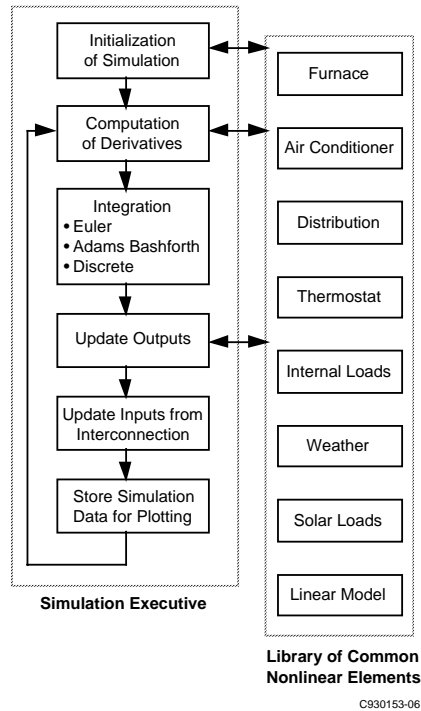 Initialization
of Simulation
Computation
of Derivatives
Integration
• Euler
• Adams Bashforth
• Discrete
Update Outputs
Update Inputs from
Interconnection
Store Simulation
Data for Plotting
Simulation Executive
Furnace
Air Conditioner
Distribution
Thermostat
Internal Loads
Weather
Solar Loads
Linear Model
Library of Common
Nonlinear Elements
C930153-06